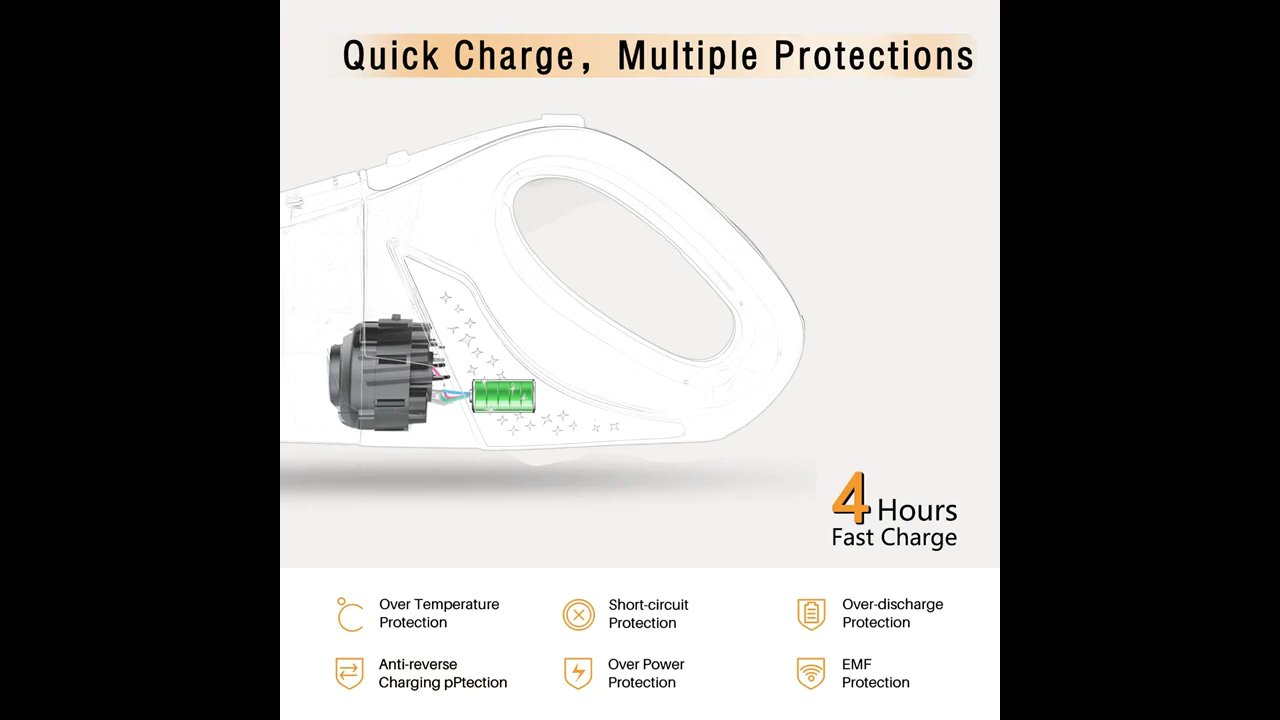 Quick Charge, Multiple Protections
4 Hours
Fast Charge
Over Temperature
Protection
Short-circuit
Protection
Over-discharge
Protection
Anti-reverse
Charging pPtection
Over Power
Protection
EMF
Protection